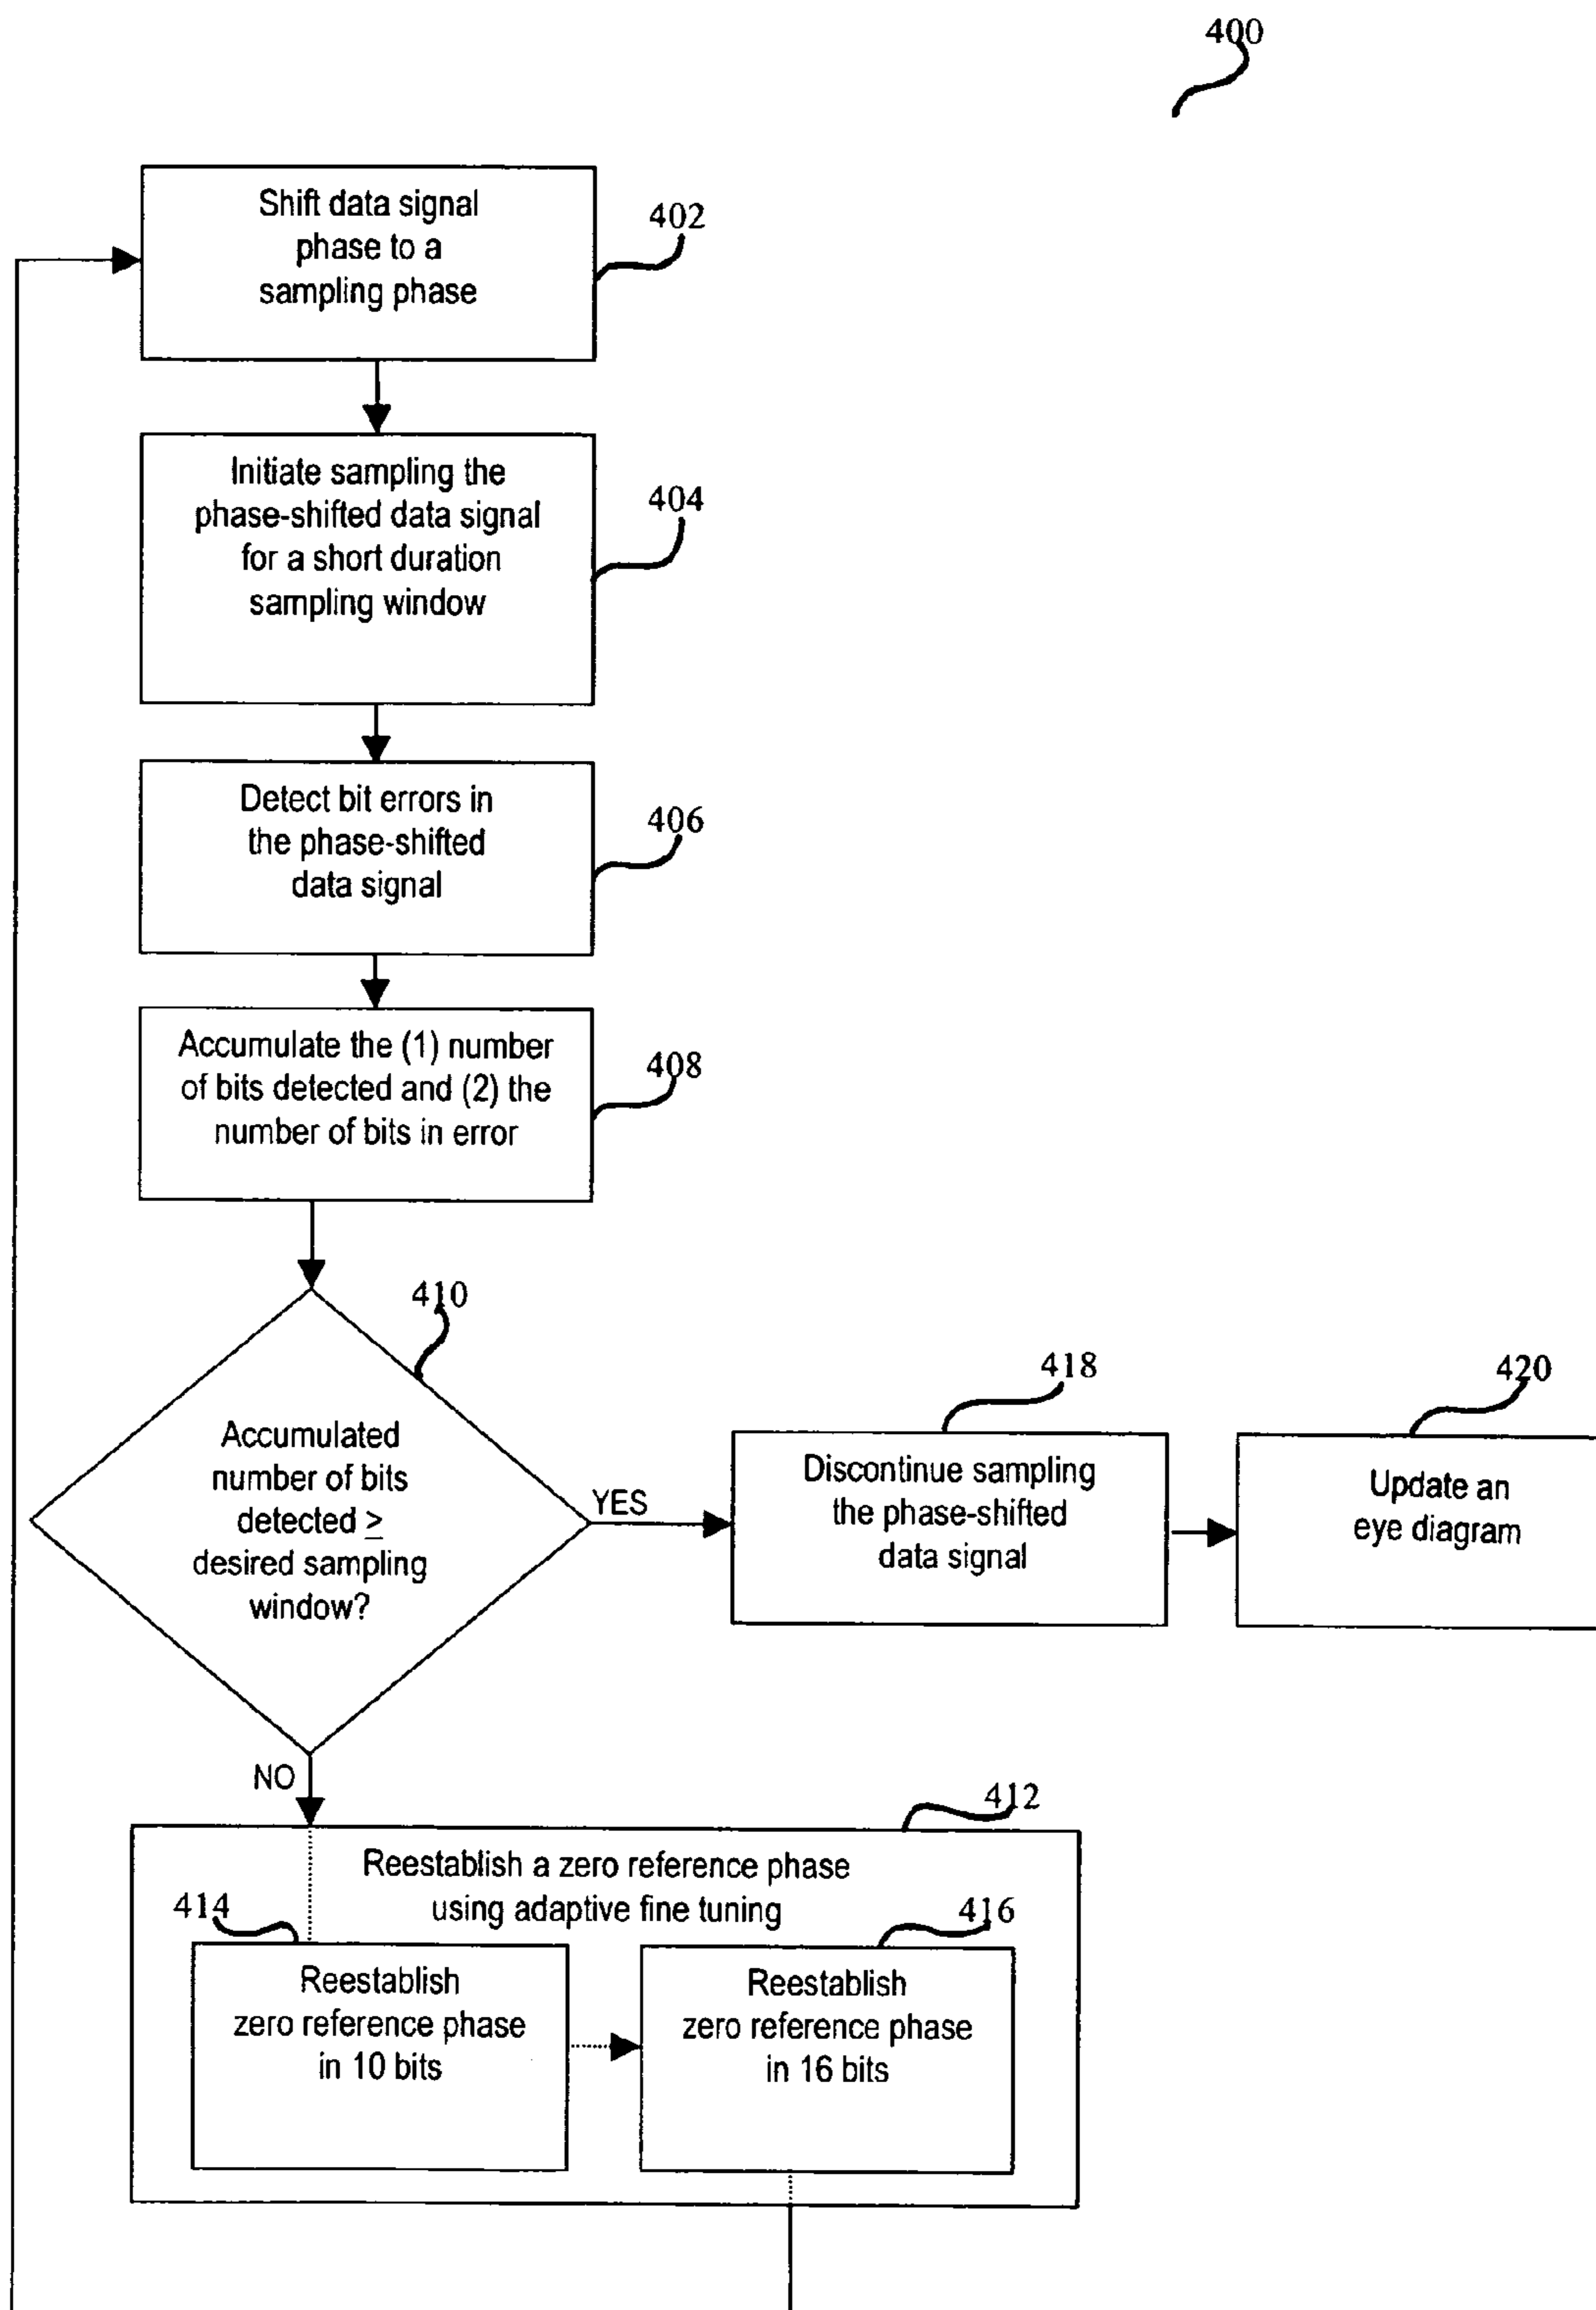 400
Shift data signal
phase to a
sampling phase
402
Initiate sampling the
phase-shifted data signal
for a short duration
sampling window
404
Detect bit errors in
the phase-shifted
data signal
406
Accumulate the (1) number
of bits detected and (2) the
number of bits in error
408
410
Accumulated
number of bits
detected ≥
desired sampling
window?
YES
418
Discontinue sampling
the phase-shifted
data signal
420
Update an
eye diagram
NO
412
Reestablish a zero reference phase
using adaptive fine tuning
414
Reestablish
zero reference phase
in 10 bits
416
Reestablish
zero reference phase
in 16 bits